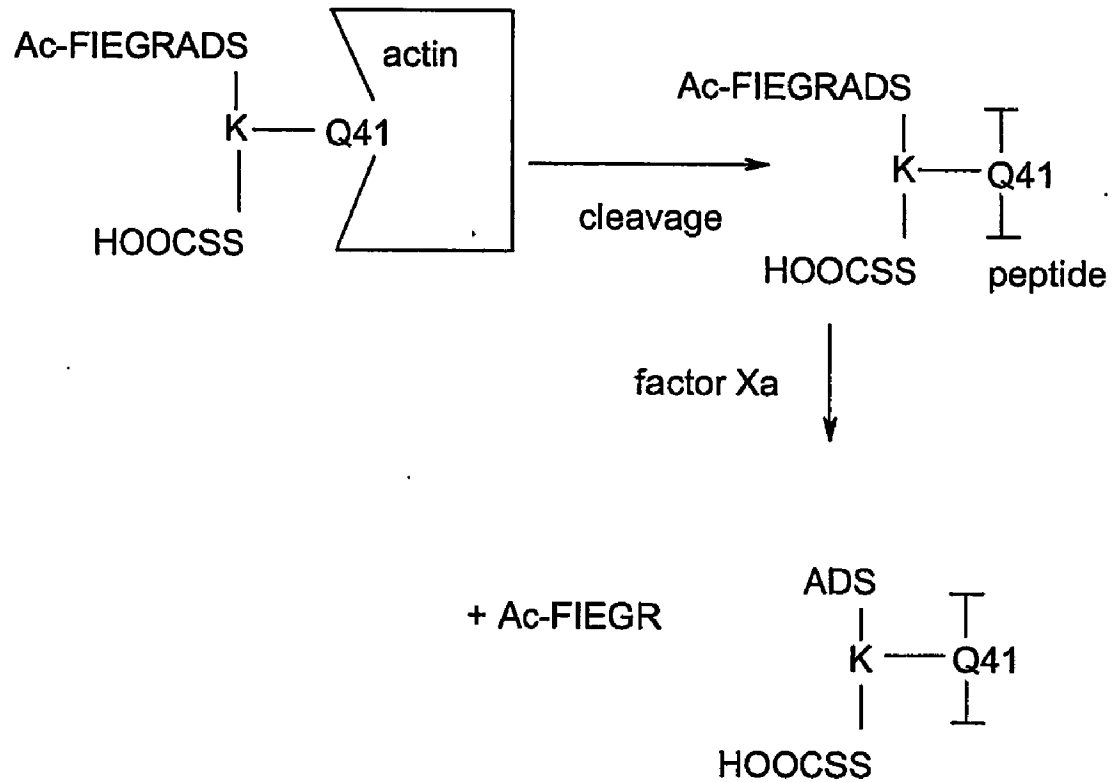 Ac-FIEGRADS
actin
K
Q41
HOOCSS
cleavage
Ac-FIEGRADS
K
Q41
HOOCSS
peptide
factor Xa
+ Ac-FIEGR
ADS
K
Q41
HOOCSS